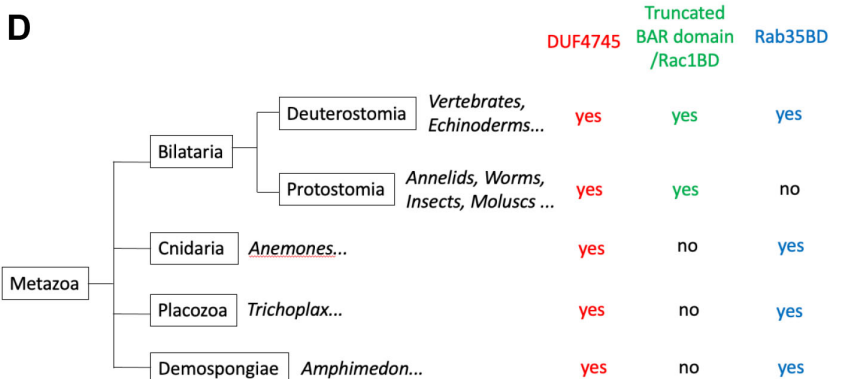 D
DUF4745
Truncated
BAR domain
/Rac1BD
Rab35BD
Deuterostomia
Vertebrates,
Echinoderms...
yes
yes
yes
Bilataria
Protostomia
Annelids, Worms,
Insects, Moluscs ...
yes
yes
no
Cnidaria
Anemones...
yes
no
yes
Metazoa
Placozoa
Trichoplax...
yes
no
yes
Demospongiae
Amphimedon...
yes
no
yes